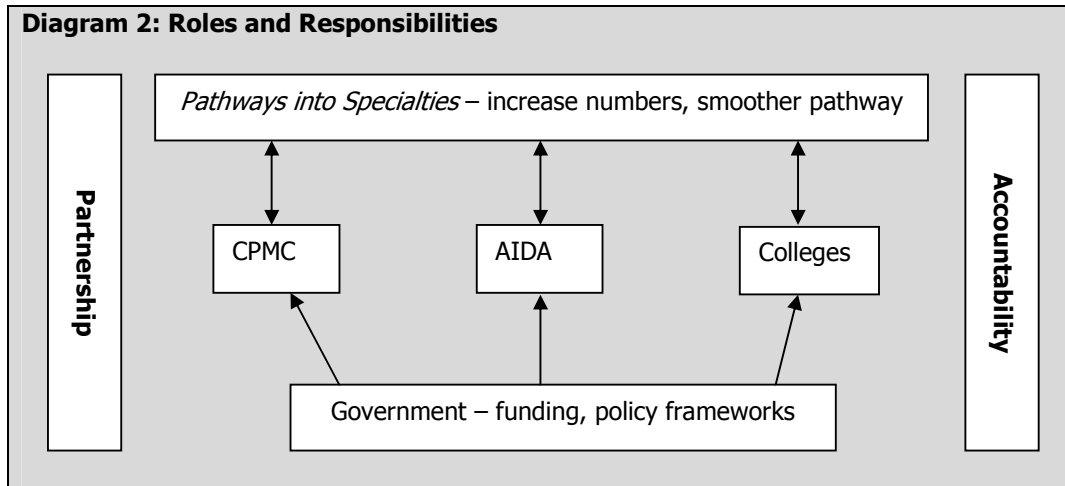 Diagram 2: Roles and Responsibilities
Partnership
Pathways into Specialties – increase numbers, smoother pathway
CPMC
AIDA
Colleges
Government – funding, policy frameworks
Accountability